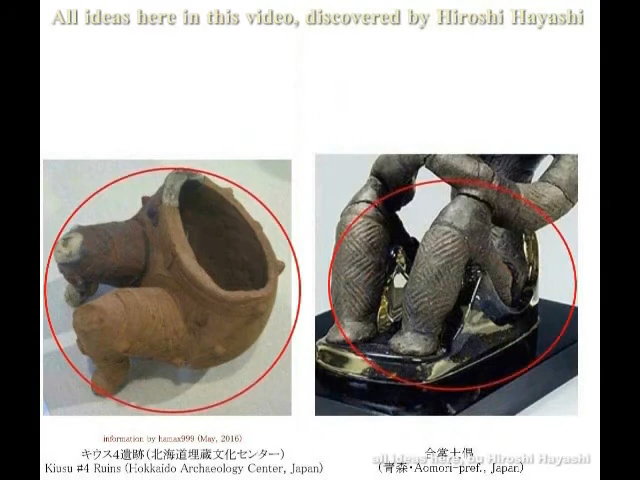 All ideas here in this video, discovered by Hiroshi Hayashi
information by hamax999 (May, 2016)
キウス4遺跡(北海道埋蔵文化センター)
Kiusu #4 Ruins (Hokkaido Archaeology Center, Japan)
合掌土偶
(青森・Aomori-pref., Japan)
all ideas here, by Hiroshi Hayashi